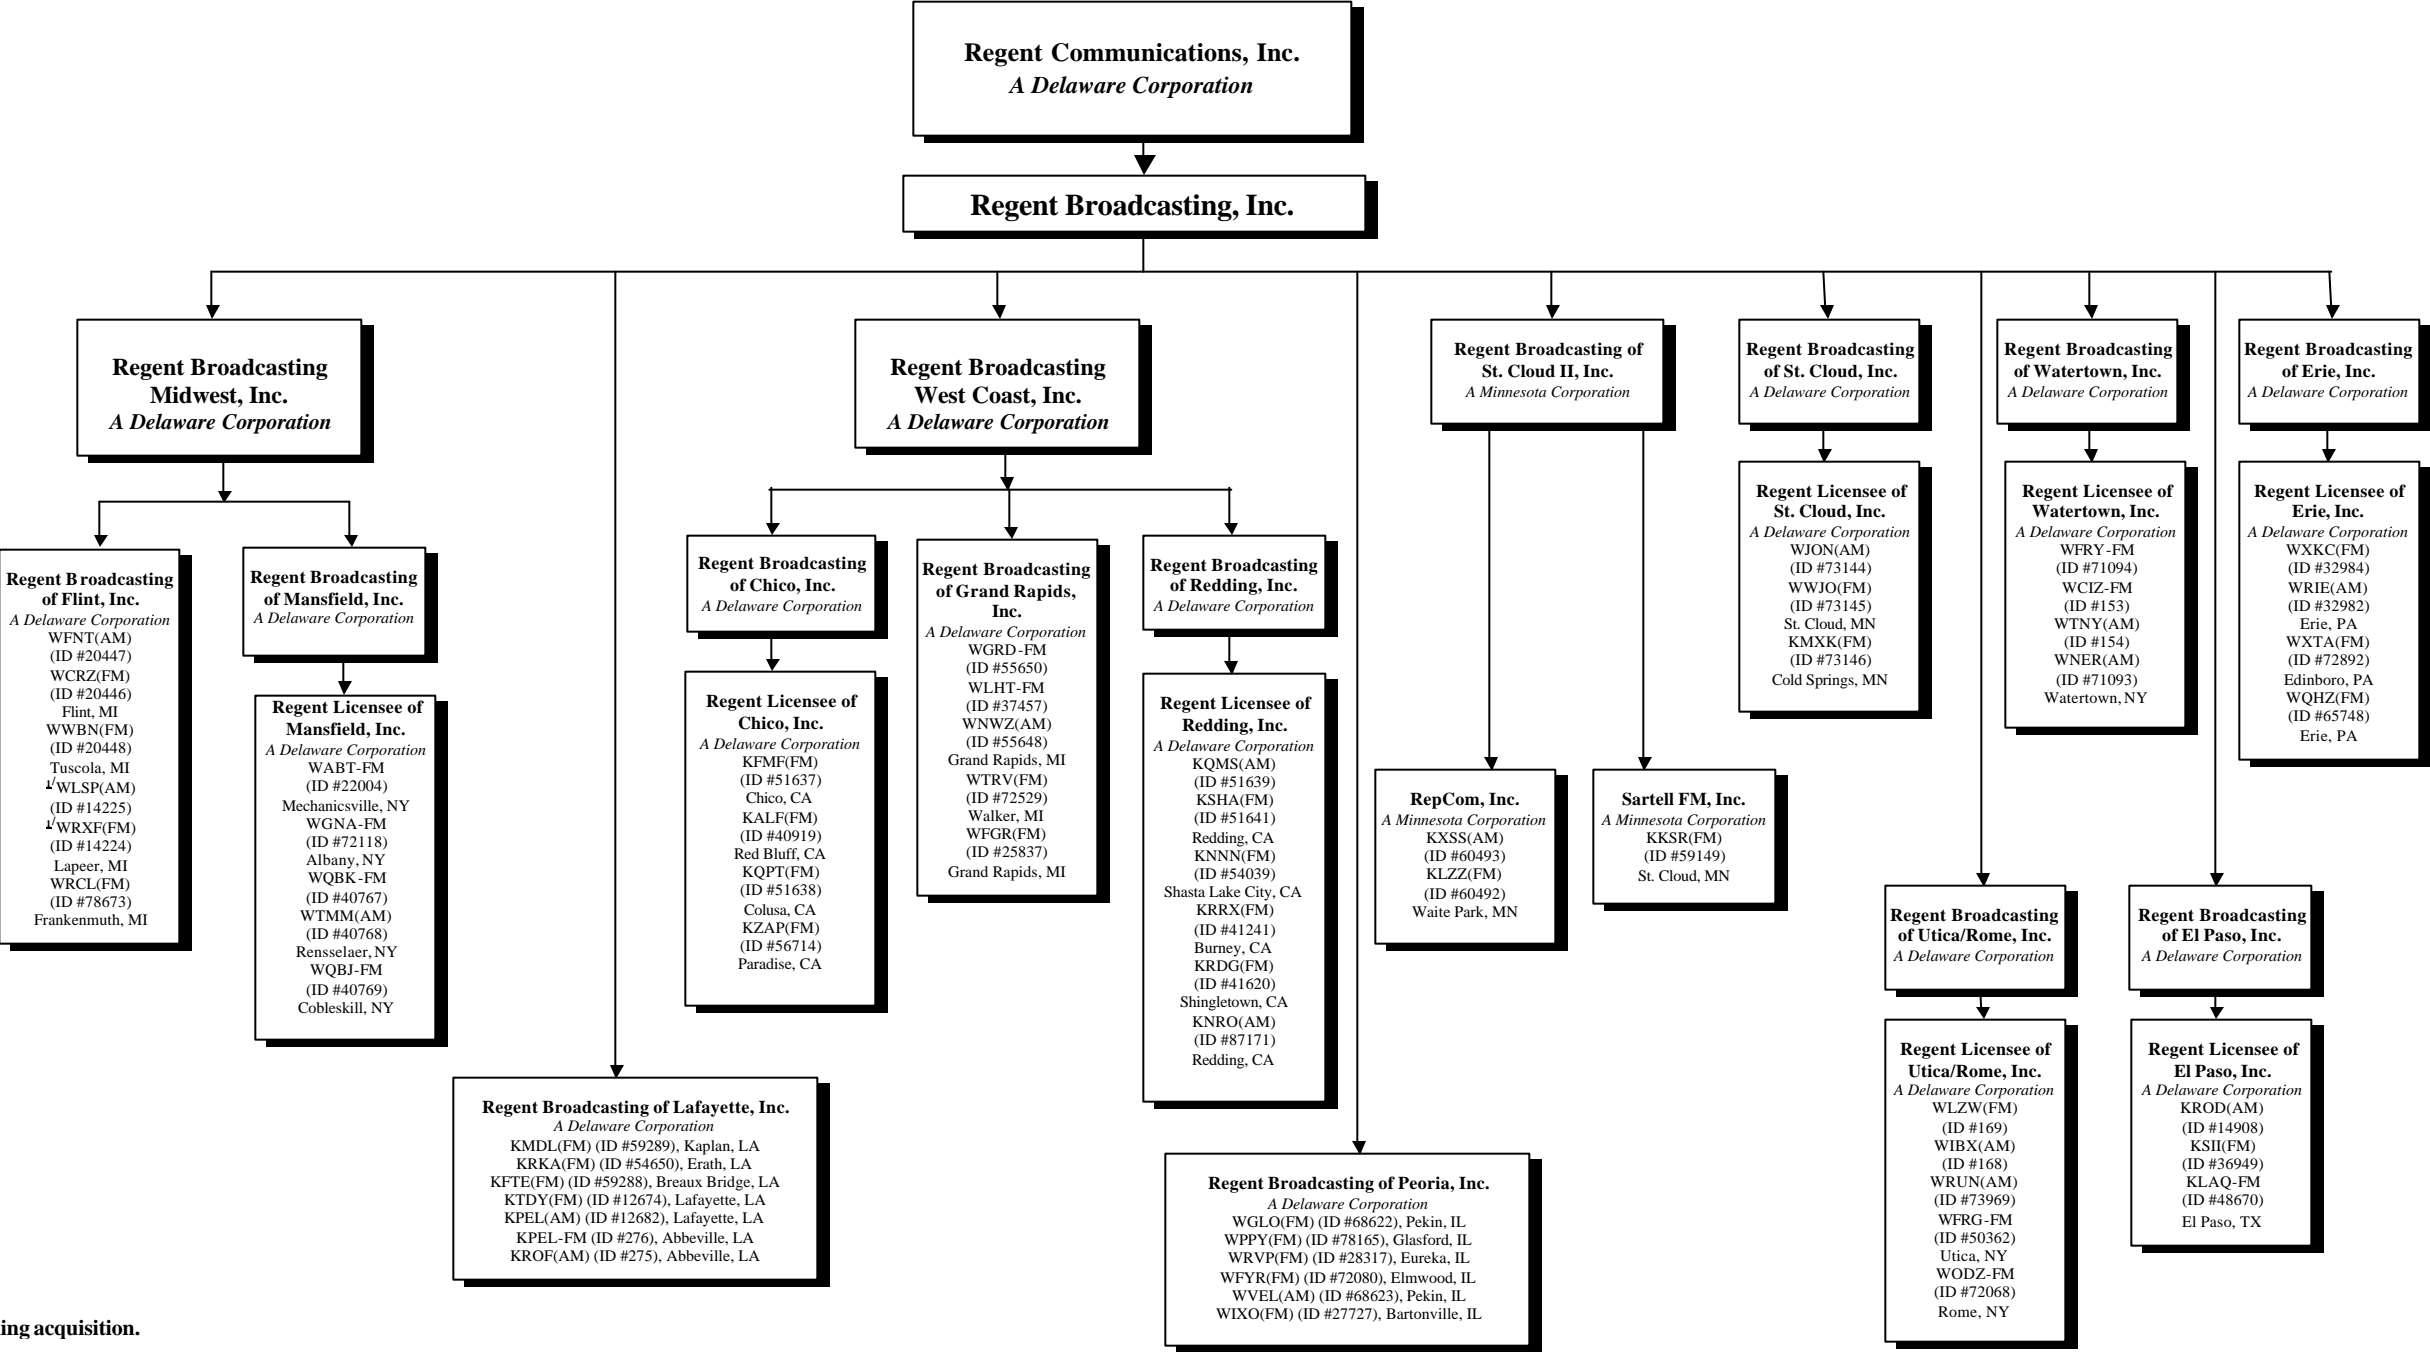 Regent Communications, Inc.
A Delaware Corporation
Regent Broadcasting, Inc.
Regent Broadcasting
Midwest, Inc.
A Delaware Corporation
Regent Broadcasting
West Coast, Inc.
A Delaware Corporation
Regent Broadcasting of
St. Cloud II, Inc.
A Minnesota Corporation
Regent Broadcasting
of St. Cloud, Inc.
A Delaware Corporation
Regent Broadcasting
of Watertown, Inc.
A Delaware Corporation
Regent Broadcasting
of Erie, Inc.
A Delaware Corporation
Regent Broadcasting
of Flint, Inc.
A Delaware Corporation
WFNT(AM)
(ID #20447)
WCRZ(FM)
(ID #20446)
Flint, MI
WWBN(FM)
(ID #20448)
Tuscola, MI
1/WLSP(AM)
(ID #14225)
1/WRXF(FM)
(ID #14224)
Lapeer, MI
WRCL(FM)
(ID #78673)
Frankenmuth, MI
Regent Broadcasting
of Mansfield, Inc.
A Delaware Corporation
Regent Licensee of
Mansfield, Inc.
A Delaware Corporation
WABT-FM
(ID #22004)
Mechanicsville, NY
WGNA-FM
(ID #72118)
Albany, NY
WQBK-FM
(ID #40767)
WTMM(AM)
(ID #40768)
Rensselaer, NY
WQBJ-FM
(ID #40769)
Cobleskill, NY
Regent Broadcasting
of Chico, Inc.
A Delaware Corporation
Regent Licensee of
Chico, Inc.
A Delaware Corporation
KFMF(FM)
(ID #51637)
Chico, CA
KALF(FM)
(ID #40919)
Red Bluff, CA
KQPT(FM)
(ID #51638)
Colusa, CA
KZAP(FM)
(ID #56714)
Paradise, CA
Regent Broadcasting
of Grand Rapids,
Inc.
A Delaware Corporation
WGRD-FM
(ID #55650)
WLHT-FM
(ID #37457)
WNWZ(AM)
(ID #55648)
Grand Rapids, MI
WTRV(FM)
(ID #72529)
Walker, MI
WFGR(FM)
(ID #25837)
Grand Rapids, MI
Regent Broadcasting
of Redding, Inc.
A Delaware Corporation
Regent Licensee of
Redding, Inc.
A Delaware Corporation
KQMS(AM)
(ID #51639)
KSHA(FM)
(ID #51641)
Redding, CA
KNNN(FM)
(ID #54039)
Shasta Lake City, CA
KRRX(FM)
(ID #41241)
Burney, CA
KRDG(FM)
(ID #41620)
Shingletown, CA
KNRO(AM)
(ID #87171)
Redding, CA
RepCom, Inc.
A Minnesota Corporation
KXSS(AM)
(ID #60493)
KLZZ(FM)
(ID #60492)
Waite Park, MN
Sartell FM, Inc.
A Minnesota Corporation
KKSR(FM)
(ID #59149)
St. Cloud, MN
Regent Licensee of
St. Cloud, Inc.
A Delaware Corporation
WJON(AM)
(ID #73144)
WWJO(FM)
(ID #73145)
St. Cloud, MN
KMXK(FM)
(ID #73146)
Cold Springs, MN
Regent Licensee of
Watertown, Inc.
A Delaware Corporation
WFRY-FM
(ID #71094)
WCIZ-FM
(ID #153)
WTNY(AM)
(ID #154)
WNER(AM)
(ID #71093)
Watertown, NY
Regent Licensee of
Erie, Inc.
A Delaware Corporation
WXKC(FM)
(ID #32984)
WRIE(AM)
(ID #32982)
Erie, PA
WXTA(FM)
(ID #72892)
Edinboro, PA
WQHZ(FM)
(ID #65748)
Erie, PA
Regent Broadcasting
of Utica/Rome, Inc.
A Delaware Corporation
Regent Licensee of
Utica/Rome, Inc.
A Delaware Corporation
WLZW(FM)
(ID #169)
WIBX(AM)
(ID #168)
WRUN(AM)
(ID #73969)
WFRG-FM
(ID #50362)
Utica, NY
WODZ-FM
(ID #72068)
Rome, NY
Regent Broadcasting
of El Paso, Inc.
A Delaware Corporation
Regent Licensee of
El Paso, Inc.
A Delaware Corporation
KROD(AM)
(ID #14908)
KSII(FM)
(ID #36949)
KLAQ-FM
(ID #48670)
El Paso, TX
Regent Broadcasting of Lafayette, Inc.
A Delaware Corporation
KMDL(FM) (ID #59289), Kaplan, LA
KRKA(FM) (ID #54650), Erath, LA
KFTE(FM) (ID #59288), Breaux Bridge, LA
KTDY(FM) (ID #12674), Lafayette, LA
KPEL(AM) (ID #12682), Lafayette, LA
KPEL-FM (ID #276), Abbeville, LA
KROF(AM) (ID #275), Abbeville, LA
Regent Broadcasting of Peoria, Inc.
A Delaware Corporation
WGLO(FM) (ID #68622), Pekin, IL
WPPY(FM) (ID #78165), Glasford, IL
WRVP(FM) (ID #28317), Eureka, IL
WFYR(FM) (ID #72080), Elmwood, IL
WVEL(AM) (ID #68623), Pekin, IL
WIXO(FM) (ID #27727), Bartonville, IL
ing acquisition.